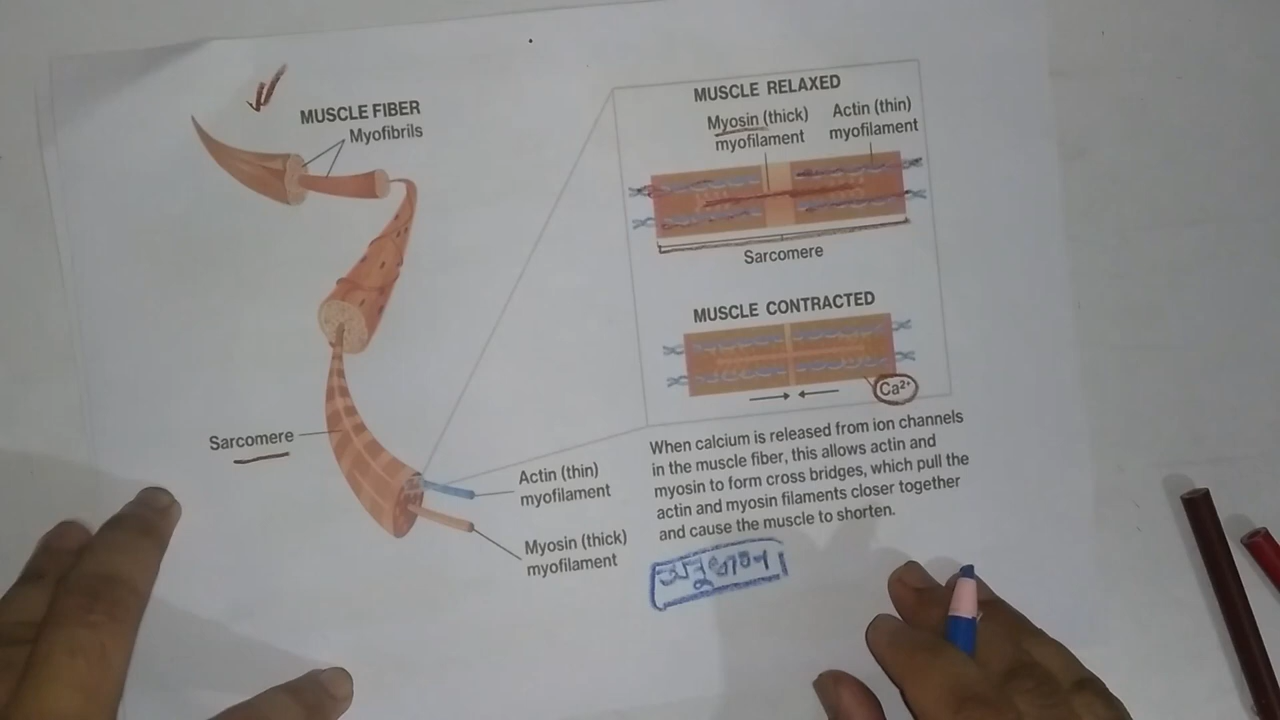 MUSCLE FIBER
Myofibrils
Sarcomere
Actin (thin)
myofilament
Myosin (thick)
myofilament
MUSCLE RELAXED
Myosin (thick)
myofilament
Actin (thin)
myofilament
Sarcomere
MUSCLE CONTRACTED
Ca²⁺
When calcium is released from ion channels
in the muscle fiber, this allows actin and
myosin to form cross bridges, which pull the
actin and myosin filaments closer together
and cause the muscle to shorten.